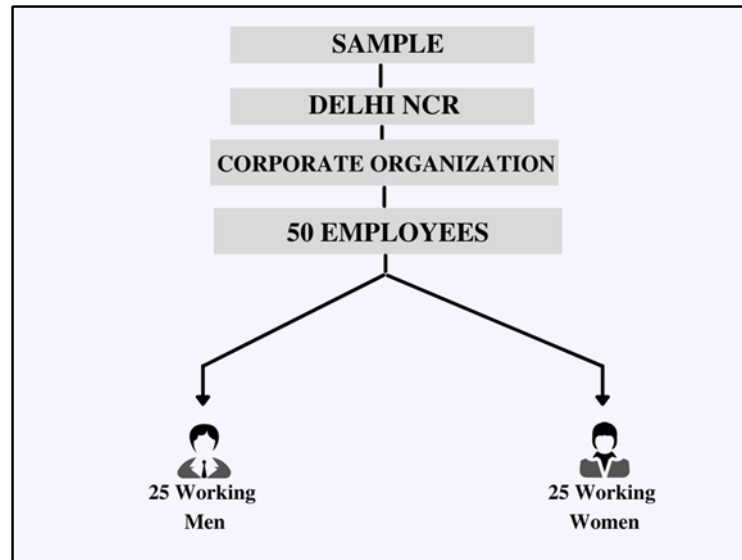 SAMPLE
DELHI NCR
CORPORATE ORGANIZATION
50 EMPLOYEES
25 Working
Men
25 Working
Women